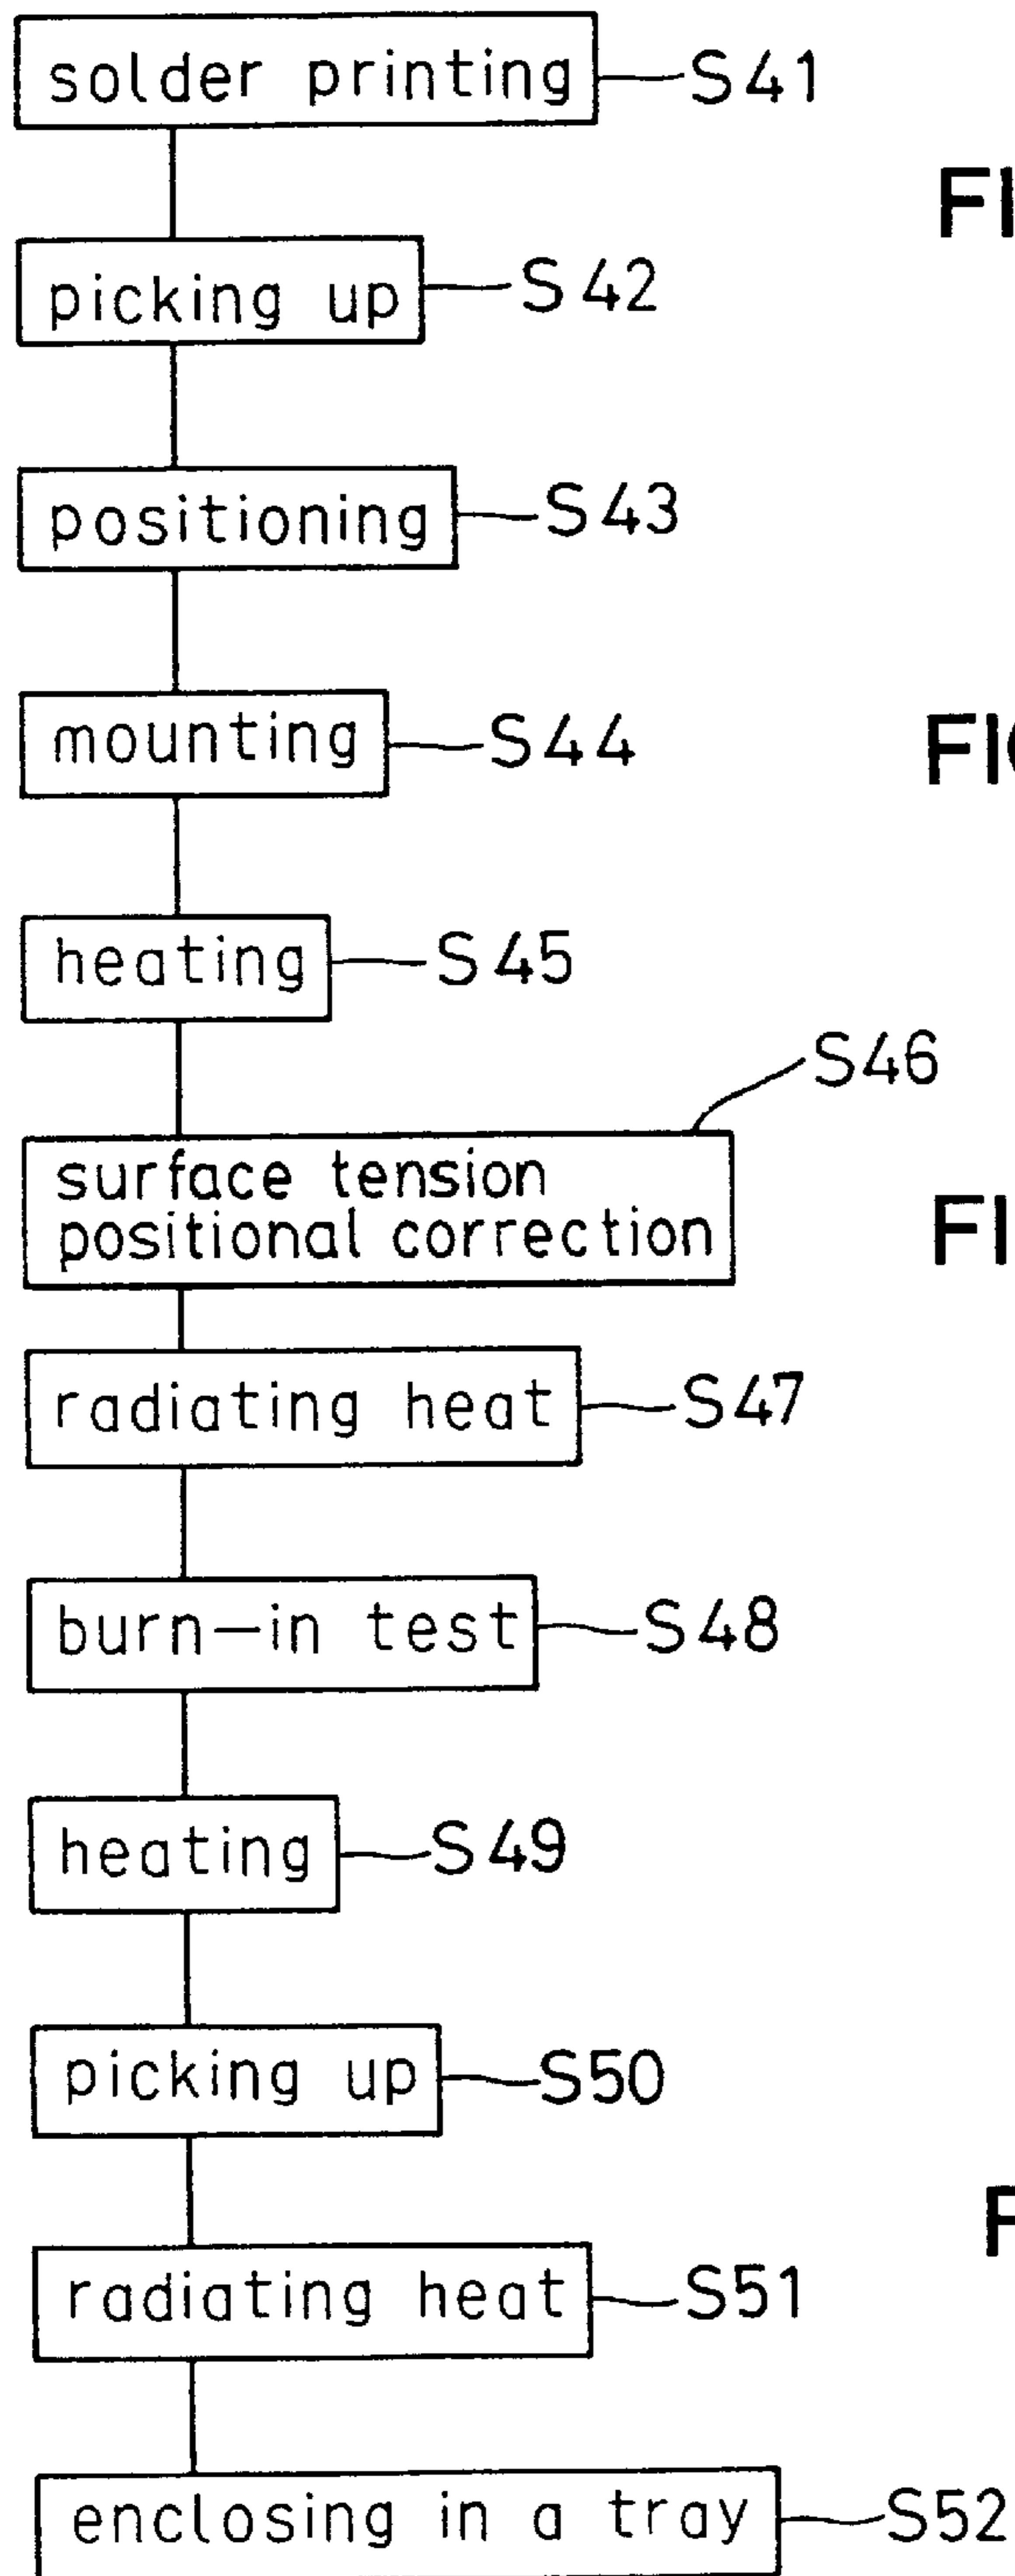 solder printing S41
picking up S42
positioning S43
mounting S44
heating S45
S46
surface tension
positional correction
radiating heat S47
burn-in test S48
heating S49
picking up S50
radiating heat S51
enclosing in a tray S52